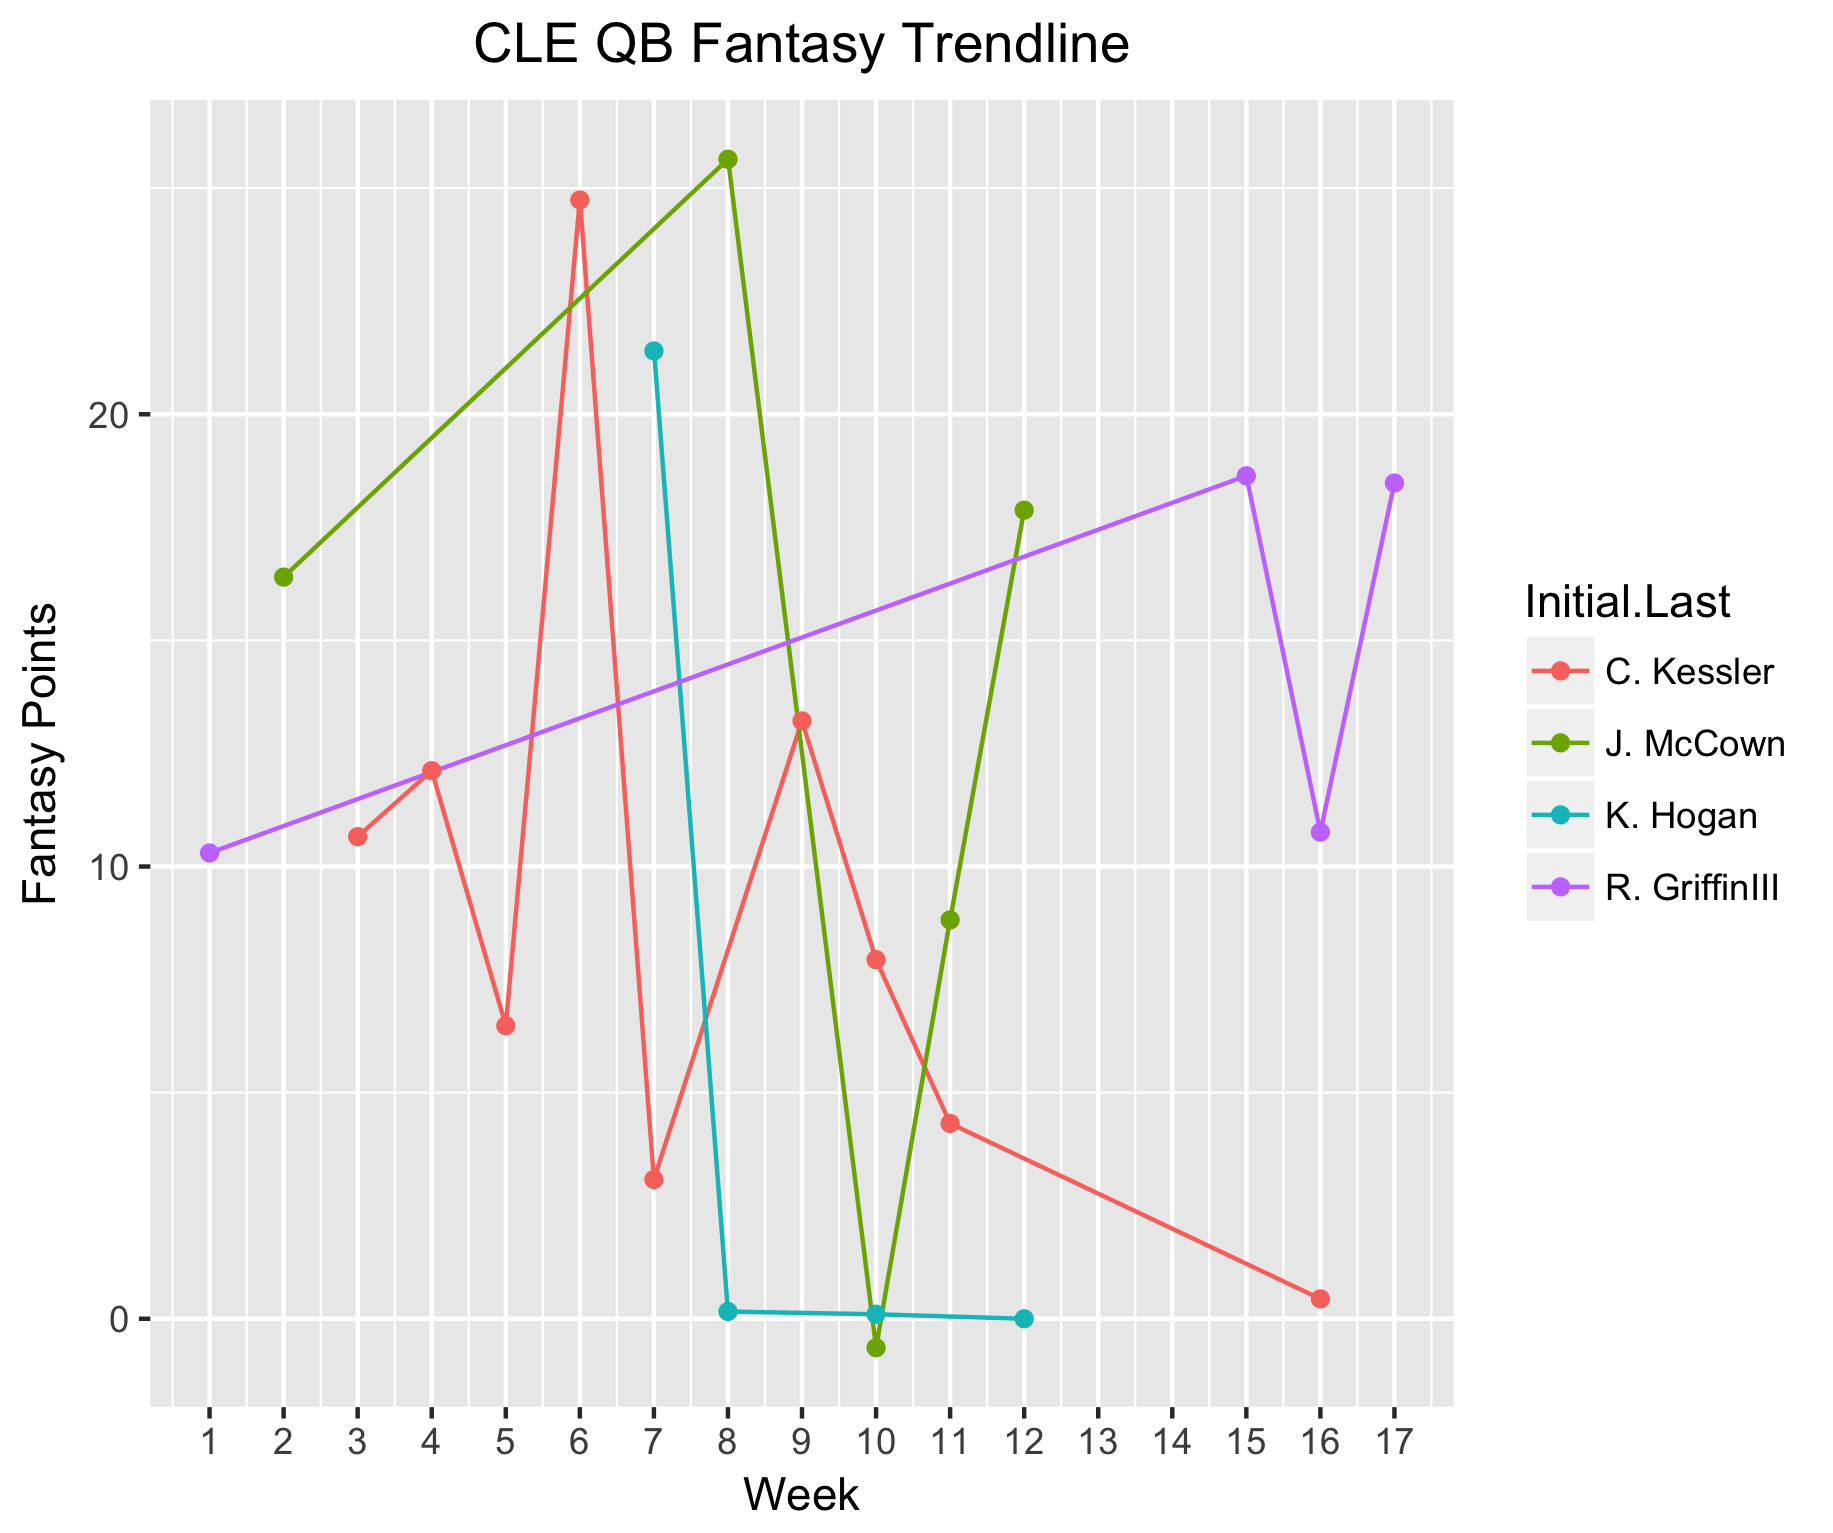 CLE QB Fantasy Trendline
Fantasy Points
20
10
0
1 2 3 4 5 6 7 8 9 10 11 12 13 14 15 16 17
Week
Initial.Last
C. Kessler
J. McCown
K. Hogan
R. GriffinIII